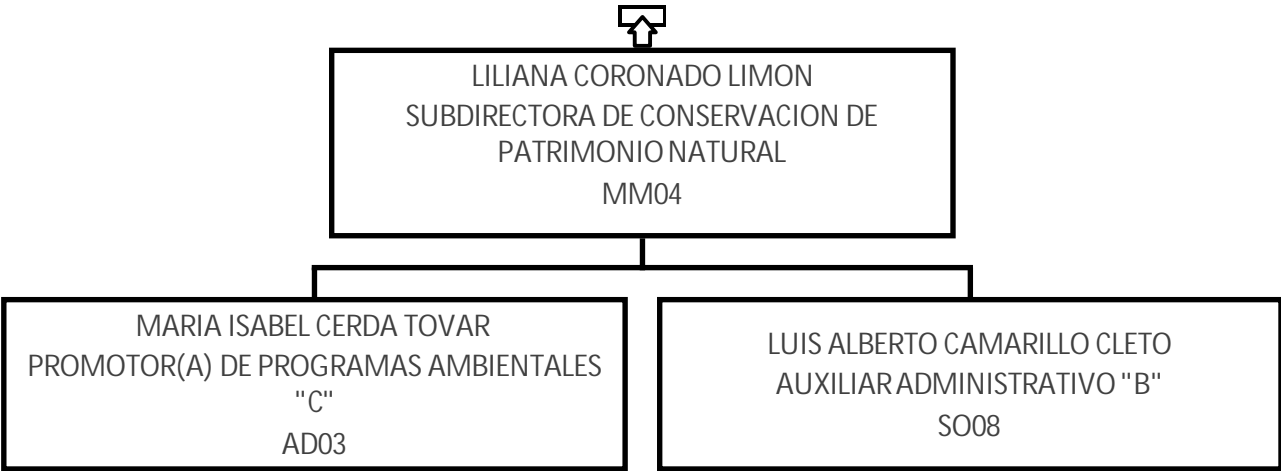 LILIANA CORONADO LIMON
SUBDIRECTORA DE CONSERVACION DE
PATRIMONIO NATURAL
MM04
MARIA ISABEL CERDA TOVAR
PROMOTOR(A) DE PROGRAMAS AMBIENTALES
"C"
AD03
LUIS ALBERTO CAMARILLO CLETO
AUXILIAR ADMINISTRATIVO "B"
SO08